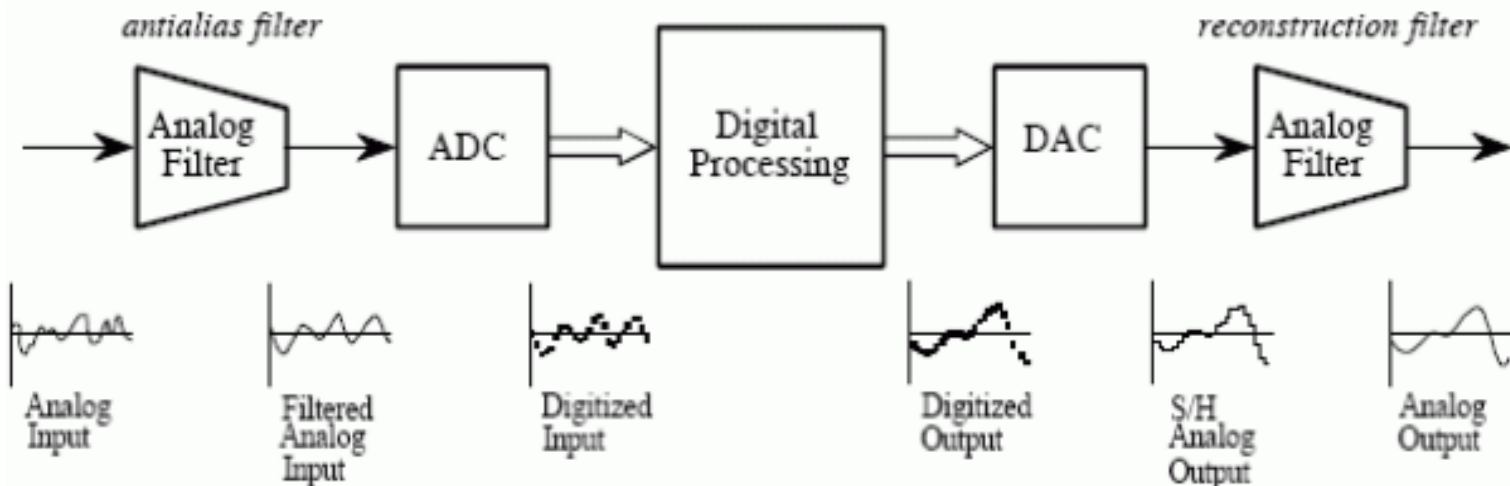 antialias filter
reconstruction filter
Analog
Filter
ADC
Digital
Processing
DAC
Analog
Filter
Analog
Input
Filtered
Analog
Input
Digitized
Input
Digitized
Output
S/H
Analog
Output
Analog
Output